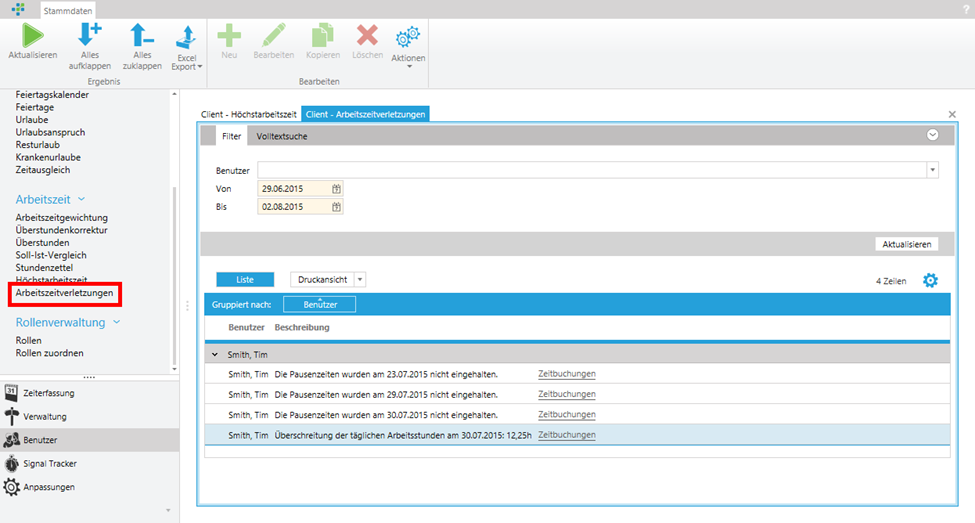 Stammdaten
?
Aktualisieren
Alles aufklappen
Alles zuklappen
Excel Export
Neu
Bearbeiten
Kopieren
Löschen
Aktionen
Ergebnis
Bearbeiten
Feiertagskalender
Feiertage
Urlaube
Urlaubsanspruch
Resturlaub
Krankenurlaube
Zeitausgleich
Arbeitszeit
Arbeitszeitgewichtung
Überstundenkorrektur
Überstunden
Soll-Ist-Vergleich
Stundenzettel
Höchstarbeitszeit
Arbeitszeitverletzungen
Rollenverwaltung
Rollen
Rollen zuordnen
31 Zeiterfassung
Verwaltung
Benutzer
Signal Tracker
Anpassungen
Client - Höchstarbeitszeit Client - Arbeitszeitverletzungen
Filter Volltextsuche
Benutzer
Von 29.06.2015
Bis 02.08.2015
Aktualisieren
Liste Druckansicht 4 Zeilen
Gruppiert nach: Benutzer
Benutzer Beschreibung
Smith, Tim
Smith, Tim Die Pausenzeiten wurden am 23.07.2015 nicht eingehalten. Zeitbuchungen
Smith, Tim Die Pausenzeiten wurden am 29.07.2015 nicht eingehalten. Zeitbuchungen
Smith, Tim Die Pausenzeiten wurden am 30.07.2015 nicht eingehalten. Zeitbuchungen
Smith, Tim Überschreitung der täglichen Arbeitsstunden am 30.07.2015: 12,25h Zeitbuchungen